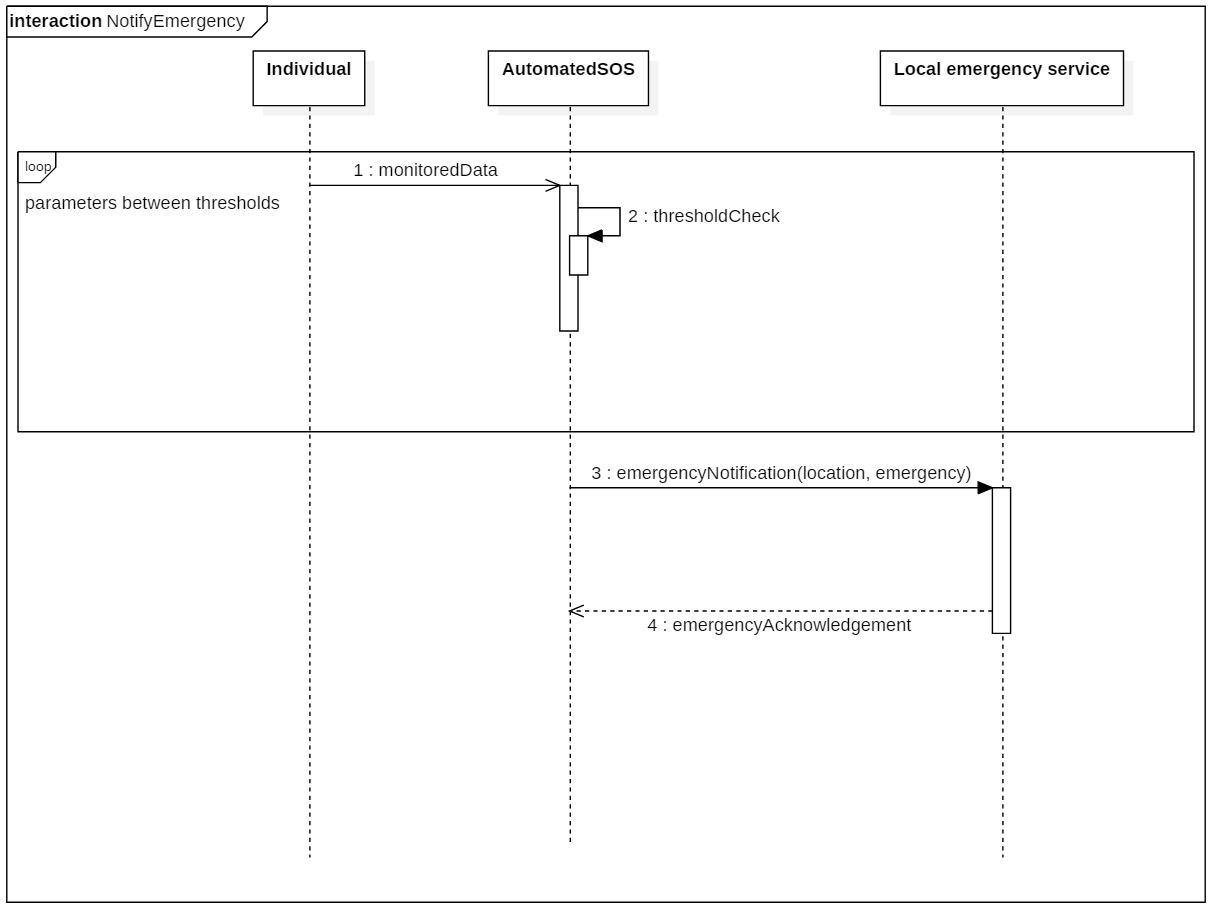 interaction NotifyEmergency
Individual
AutomatedSOS
Local emergency service
loop
1 : monitoredData
parameters between thresholds
2 : thresholdCheck
3 : emergencyNotification(location, emergency)
4 : emergencyAcknowledgement